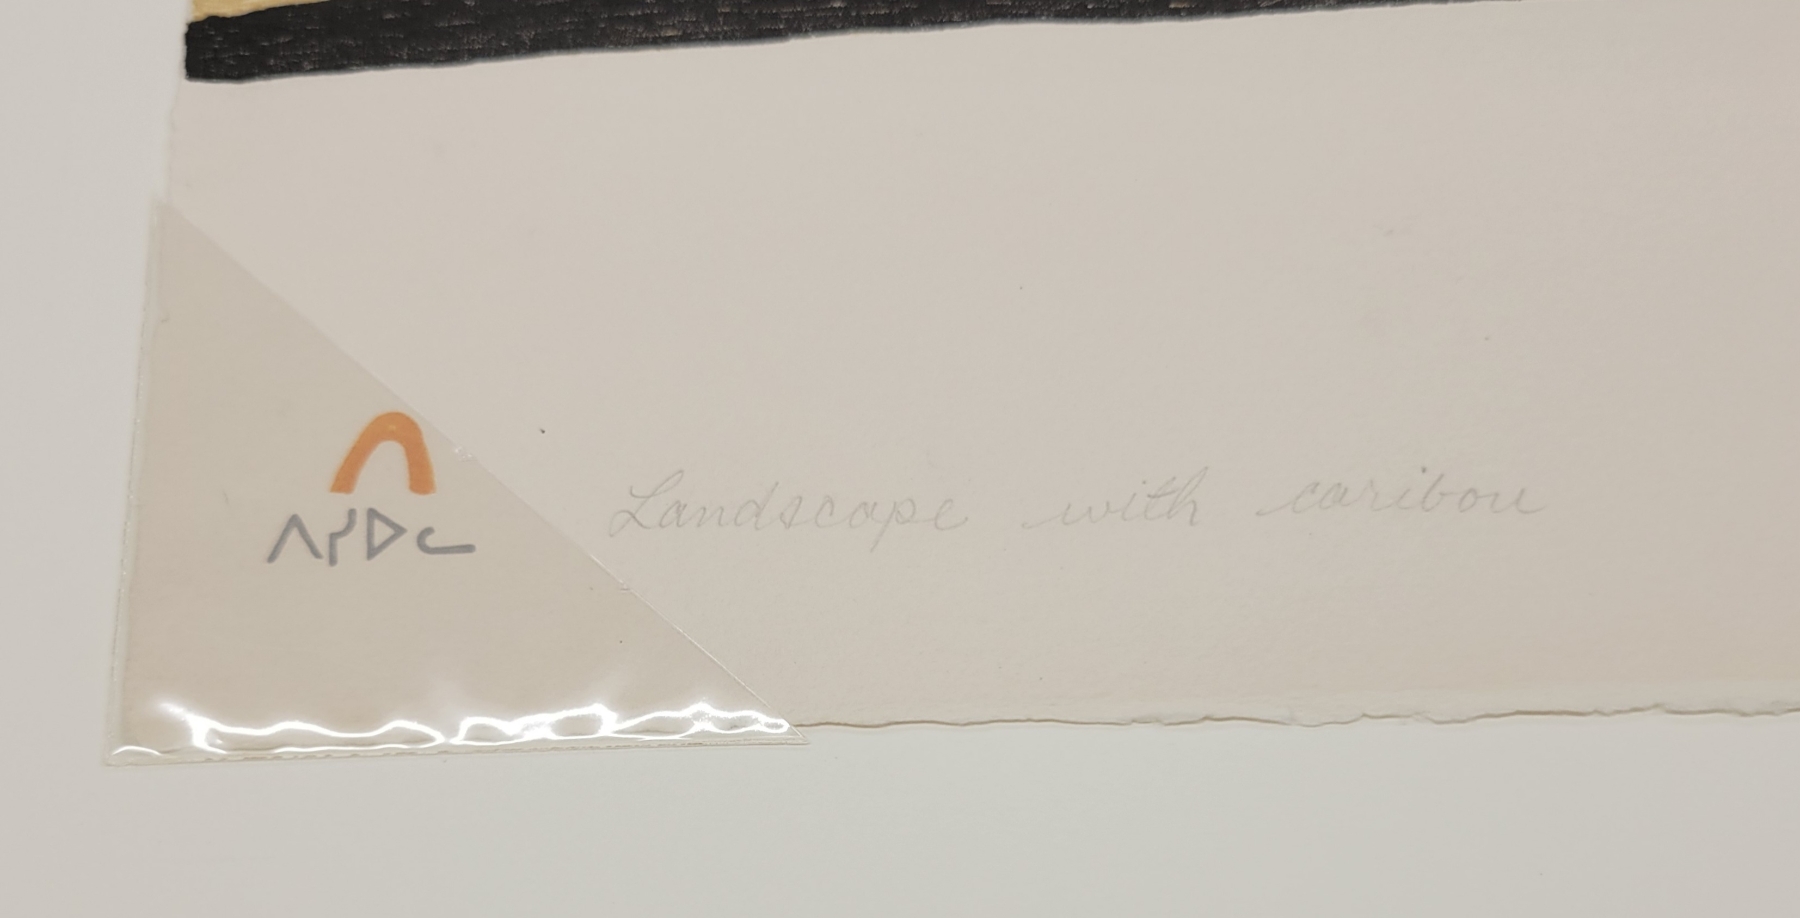 ᑎ
ᐱᓯᐅᓚ Landscape with caribou